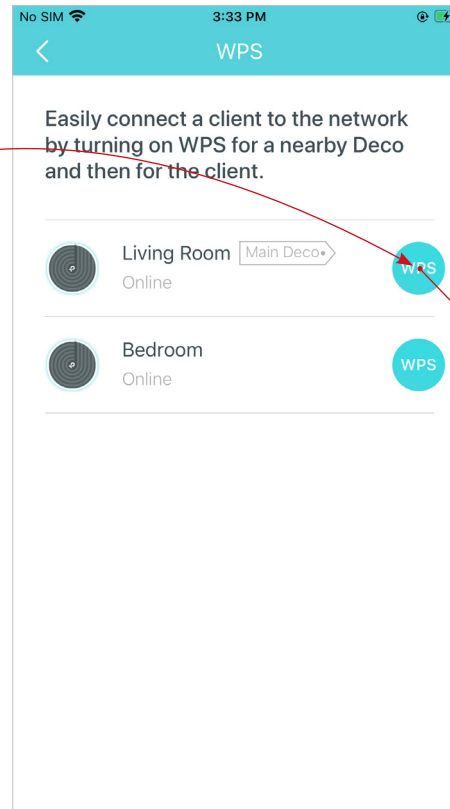 No SIM 3:33 PM
WPS
Easily connect a client to the network
by turning on WPS for a nearby Deco
and then for the client.
Living Room Main Deco
WPS
Online
Bedroom
WPS
Online